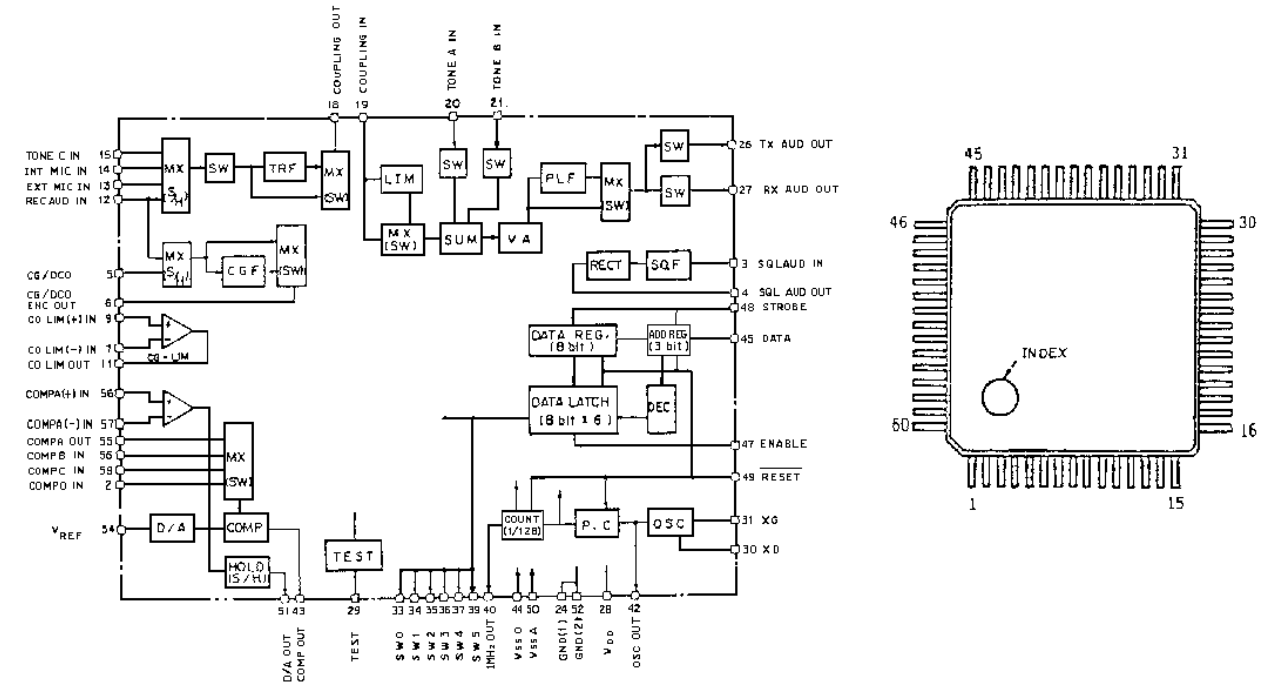 COUPLING OUT
COUPLING IN
TONE A IN
TONE B IN
18
19
20
21.
TONE C IN 15
INT MIC IN 14
EXT MIC IN 13
REC AUD IN 12
MX
SW
TRF
MX
(SW)
LIM
MX
(SW)
SW
SW
SUM
VA
PLF
MX
(SW)
SW
SW
26 TX AUD OUT
27 RX AUD OUT
MX
CGF
MX
(SW)
CG/DCO 5
CG/DCO
ENC OUT 6
RECT
SQF
3 SQLAUD IN
4 SQL AUD OUT
CO LIM(+) IN 9
CO LIM(-) IN 7
CO LIM OUT 11
+
-
CG-LIM
DATA REG.
(8 bit)
ADD REG
(3 bit)
48 STROBE
45 DATA
DATA LATCH
(8 bit x 6)
DEC
47 ENABLE
COMPA(+) IN 56
COMPA(-) IN 57
+
-
COMPA OUT 55
COMPB IN 56
COMPC IN 59
COMPO IN 2
MX
(SW)
49 RESET
VREF 54
D/A
COMP
HOLD
(S/H)
TEST
COUNT
(1/128)
P.C
OSC
31 XG
30 XD
51 43 29 33 34 35 36 37 39 40 44 50 24 52 28 42
D/A OUT
COMP OUT
TEST
SW0
SW1
SW2
SW3
SW4
SW5
1MHz OUT
VSS D
VSS A
GND(1)
GND(2)
VDD
OSC OUT
45
31
46
30
INDEX
60
16
1
15